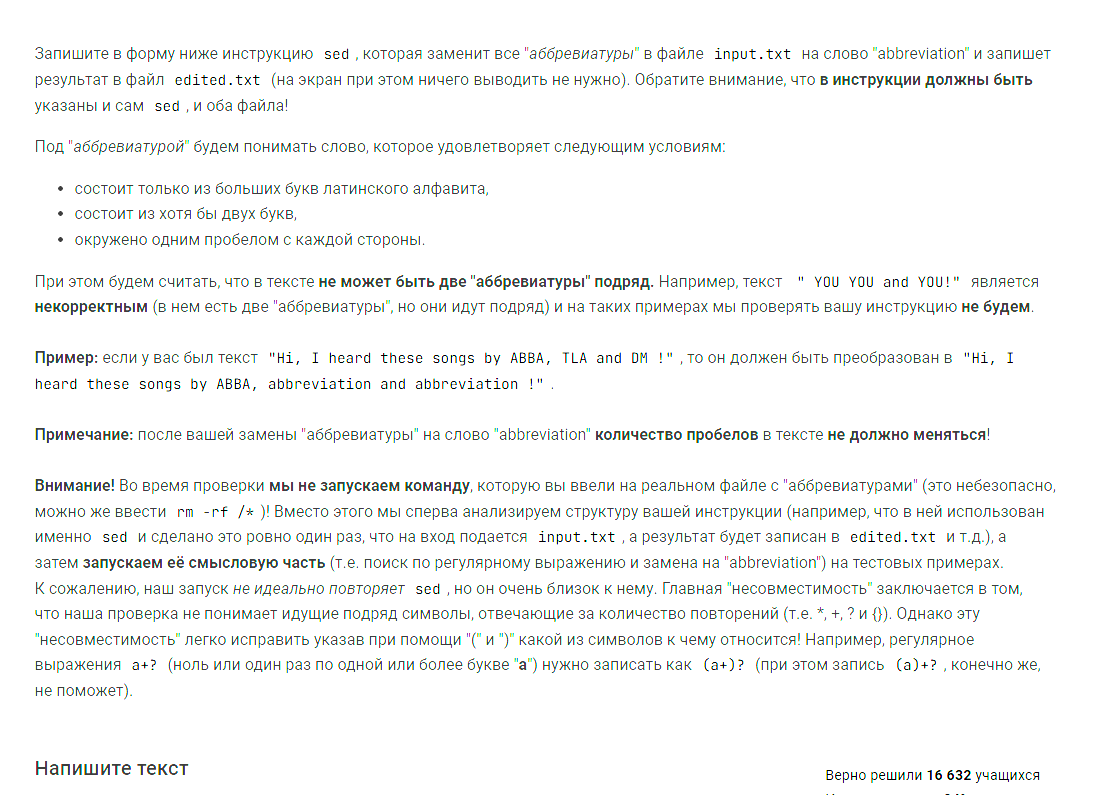 Запишите в форму ниже инструкцию sed , которая заменит все "аббревиатуры" в файле input.txt на слово "abbreviation" и запишет
результат в файл edited.txt (на экран при этом ничего выводить не нужно). Обратите внимание, что в инструкции должны быть
указаны и сам sed , и оба файла!
Под "аббревиатурой" будем понимать слово, которое удовлетворяет следующим условиям:
• состоит только из больших букв латинского алфавита,
• состоит из хотя бы двух букв,
• окружено одним пробелом с каждой стороны.
При этом будем считать, что в тексте не может быть две "аббревиатуры" подряд. Например, текст " YOU YOU and YOU!" является
некорректным (в нем есть две "аббревиатуры", но они идут подряд) и на таких примерах мы проверять вашу инструкцию не будем.
Пример: если у вас был текст "Hi, I heard these songs by ABBA, TLA and DM !" , то он должен быть преобразован в "Hi, I
heard these songs by ABBA, abbreviation and abbreviation !" .
Примечание: после вашей замены "аббревиатуры" на слово "abbreviation" количество пробелов в тексте не должно меняться!
Внимание! Во время проверки мы не запускаем команду, которую вы ввели на реальном файле с "аббревиатурами" (это небезопасно,
можно же ввести rm -rf /* )! Вместо этого мы сперва анализируем структуру вашей инструкции (например, что в ней использован
именно sed и сделано это ровно один раз, что на вход подается input.txt , а результат будет записан в edited.txt и т.д.), а
затем запускаем её смысловую часть (т.е. поиск по регулярному выражению и замена на "abbreviation") на тестовых примерах.
К сожалению, наш запуск не идеально повторяет sed , но он очень близок к нему. Главная "несовместимость" заключается в том,
что наша проверка не понимает идущие подряд символы, отвечающие за количество повторений (т.е. *, +, ? и {}). Однако эту
"несовместимость" легко исправить указав при помощи "(" и ")" какой из символов к чему относится! Например, регулярное
выражения a+? (ноль или один раз по одной или более букве "a") нужно записать как (a+)? (при этом запись (a)+? , конечно же,
не поможет).
Напишите текст
Верно решили 16 632 учащихся